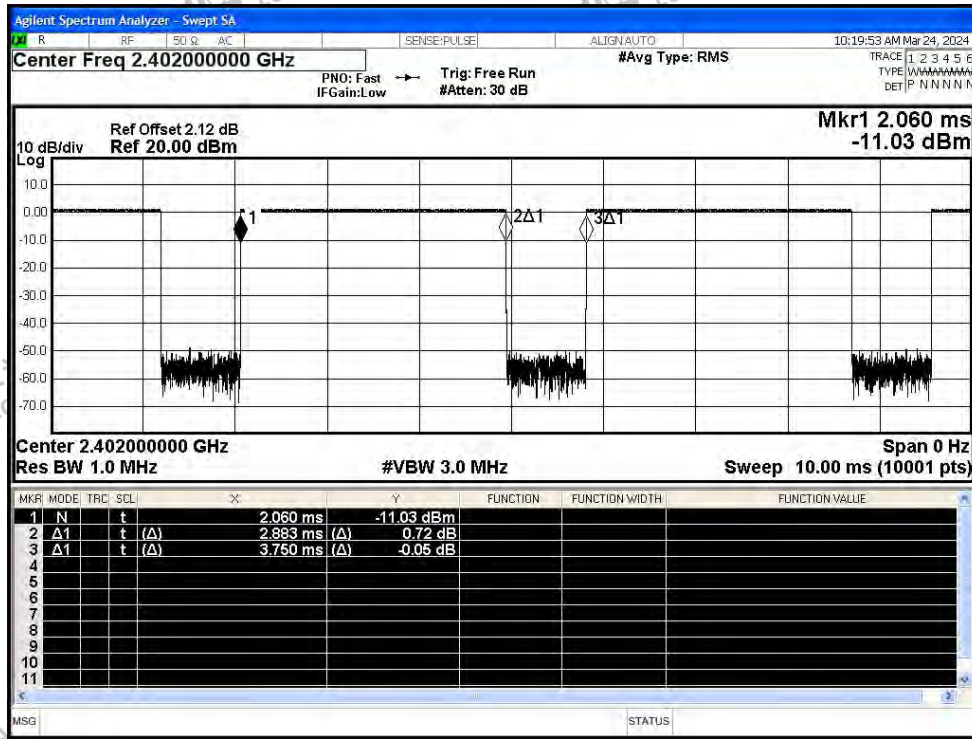 Agilent Spectrum Analyzer - Swept SA
LXI R RF 50 Ω AC SENSE:PULSE ALIGN AUTO 10:19:53 AM Mar 24, 2024
Center Freq 2.402000000 GHz #Avg Type: RMS TRACE 1 2 3 4 5 6
PNO: Fast Trig: Free Run TYPE WWWWWW
IFGain:Low #Atten: 30 dB DET P N N N N N
Mkr1 2.060 ms
-11.03 dBm
Ref Offset 2.12 dB
10 dB/div Ref 20.00 dBm
Log
10.0
0.00
1 2Δ1 3Δ1
-10.0
-20.0
-30.0
-40.0
-50.0
-60.0
-70.0
Center 2.402000000 GHz Span 0 Hz
Res BW 1.0 MHz #VBW 3.0 MHz Sweep 10.00 ms (10001 pts)
MKR MODE TRC SCL X Y FUNCTION FUNCTION WIDTH FUNCTION VALUE
1 N t 2.060 ms -11.03 dBm
2 Δ1 t (Δ) 2.883 ms (Δ) 0.72 dB
3 Δ1 t (Δ) 3.750 ms (Δ) -0.05 dB
4
5
6
7
8
9
10
11
MSG STATUS